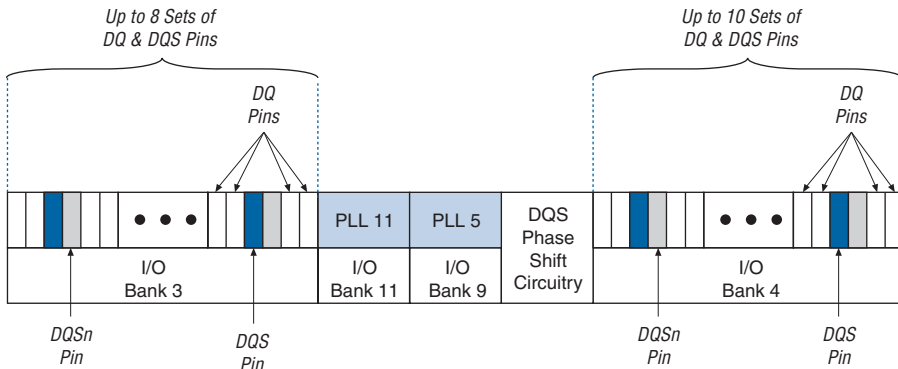 Up to 8 Sets of
DQ & DQS Pins
Up to 10 Sets of
DQ & DQS Pins
DQ
Pins
DQ
Pins
PLL 11
PLL 5
DQS
Phase
Shift
Circuitry
I/O
Bank 3
I/O
Bank 11
I/O
Bank 9
I/O
Bank 4
DQSn
Pin
DQS
Pin
DQSn
Pin
DQS
Pin